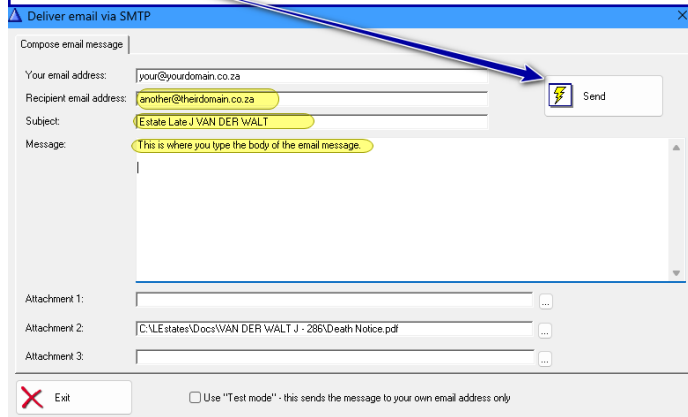 Deliver email via SMTP
Compose email message
Your email address: your@yourdomain.co.za
Recipient email address: another@theirdomain.co.za
Send
Subject: Estate Late J VAN DER WALT
Message: This is where you type the body of the email message.
Attachment 1:
...
Attachment 2: C:\LEstates\Docs\VAN DER WALT J - 286\Death Notice.pdf
...
Attachment 3:
...
Exit
Use "Test mode" - this sends the message to your own email address only